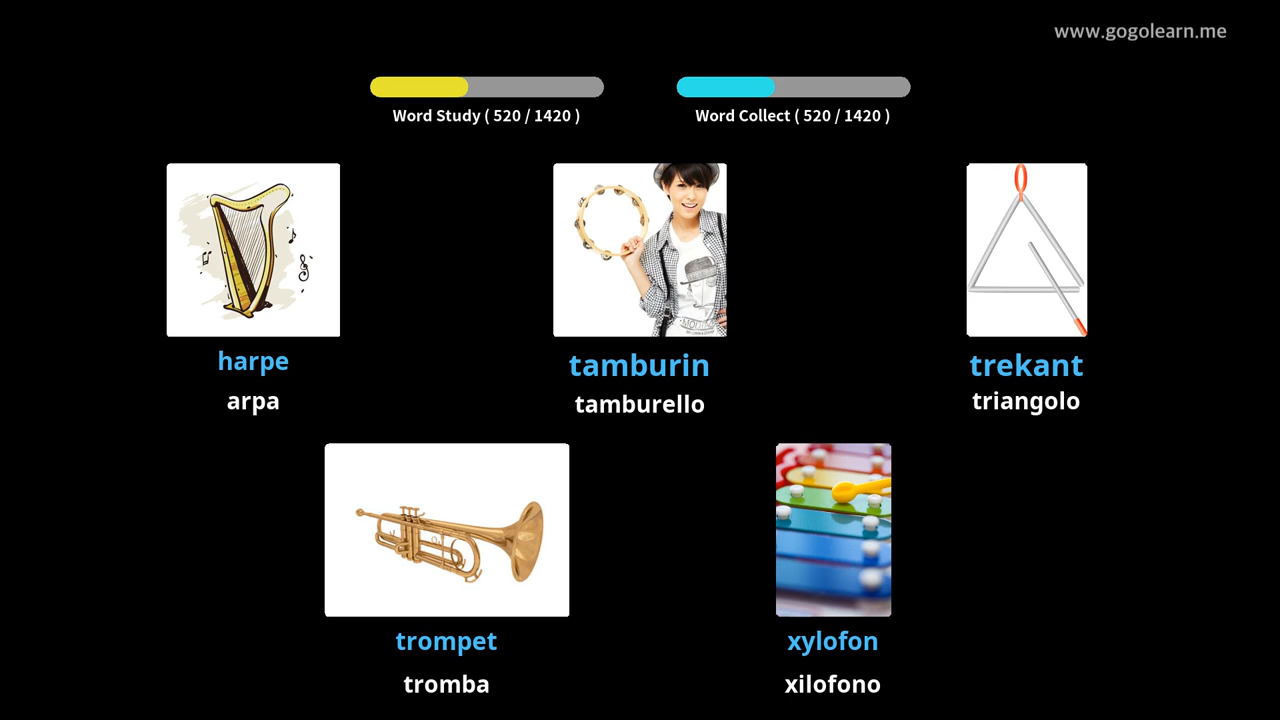 www.gogolearn.me
Word Study ( 520 / 1420 )
Word Collect ( 520 / 1420 )
harpe
arpa
tamburin
tamburello
trekant
triangolo
trompet
tromba
xylofon
xilofono